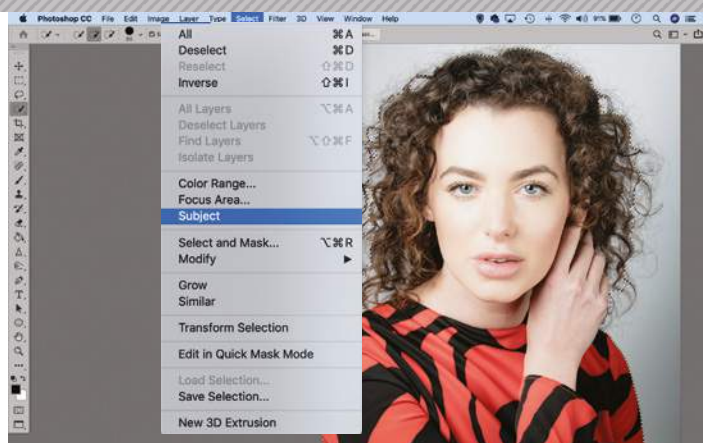 Photoshop CC File Edit Image Layer Type Select Filter 3D View Window Help 91%
All ⌘A
Deselect ⌘D
Reselect ⇧⌘D
Inverse ⇧⌘I
All Layers ⌥⌘A
Deselect Layers
Find Layers ⌥⇧⌘F
Isolate Layers
Color Range...
Focus Area...
Subject
Select and Mask... ⌥⌘R
Modify
Grow
Similar
Transform Selection
Edit in Quick Mask Mode
Load Selection...
Save Selection...
New 3D Extrusion